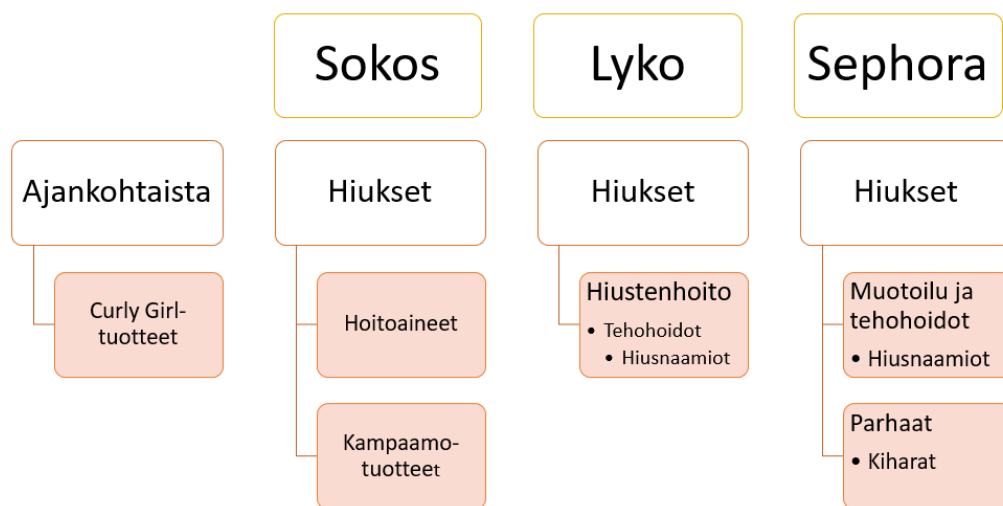 Sokos
Lyko
Sephora
Ajankohtaista
Hiukset
Hiukset
Hiukset
Curly Girl-
tuotteet
Hoitoaineet
Hiustenhoito
• Tehohoidot
• Hiusnaamiot
Muotoilu ja
tehohoidot
• Hiusnaamiot
Kampaamo-
tuotteet
Parhaat
• Kiharat